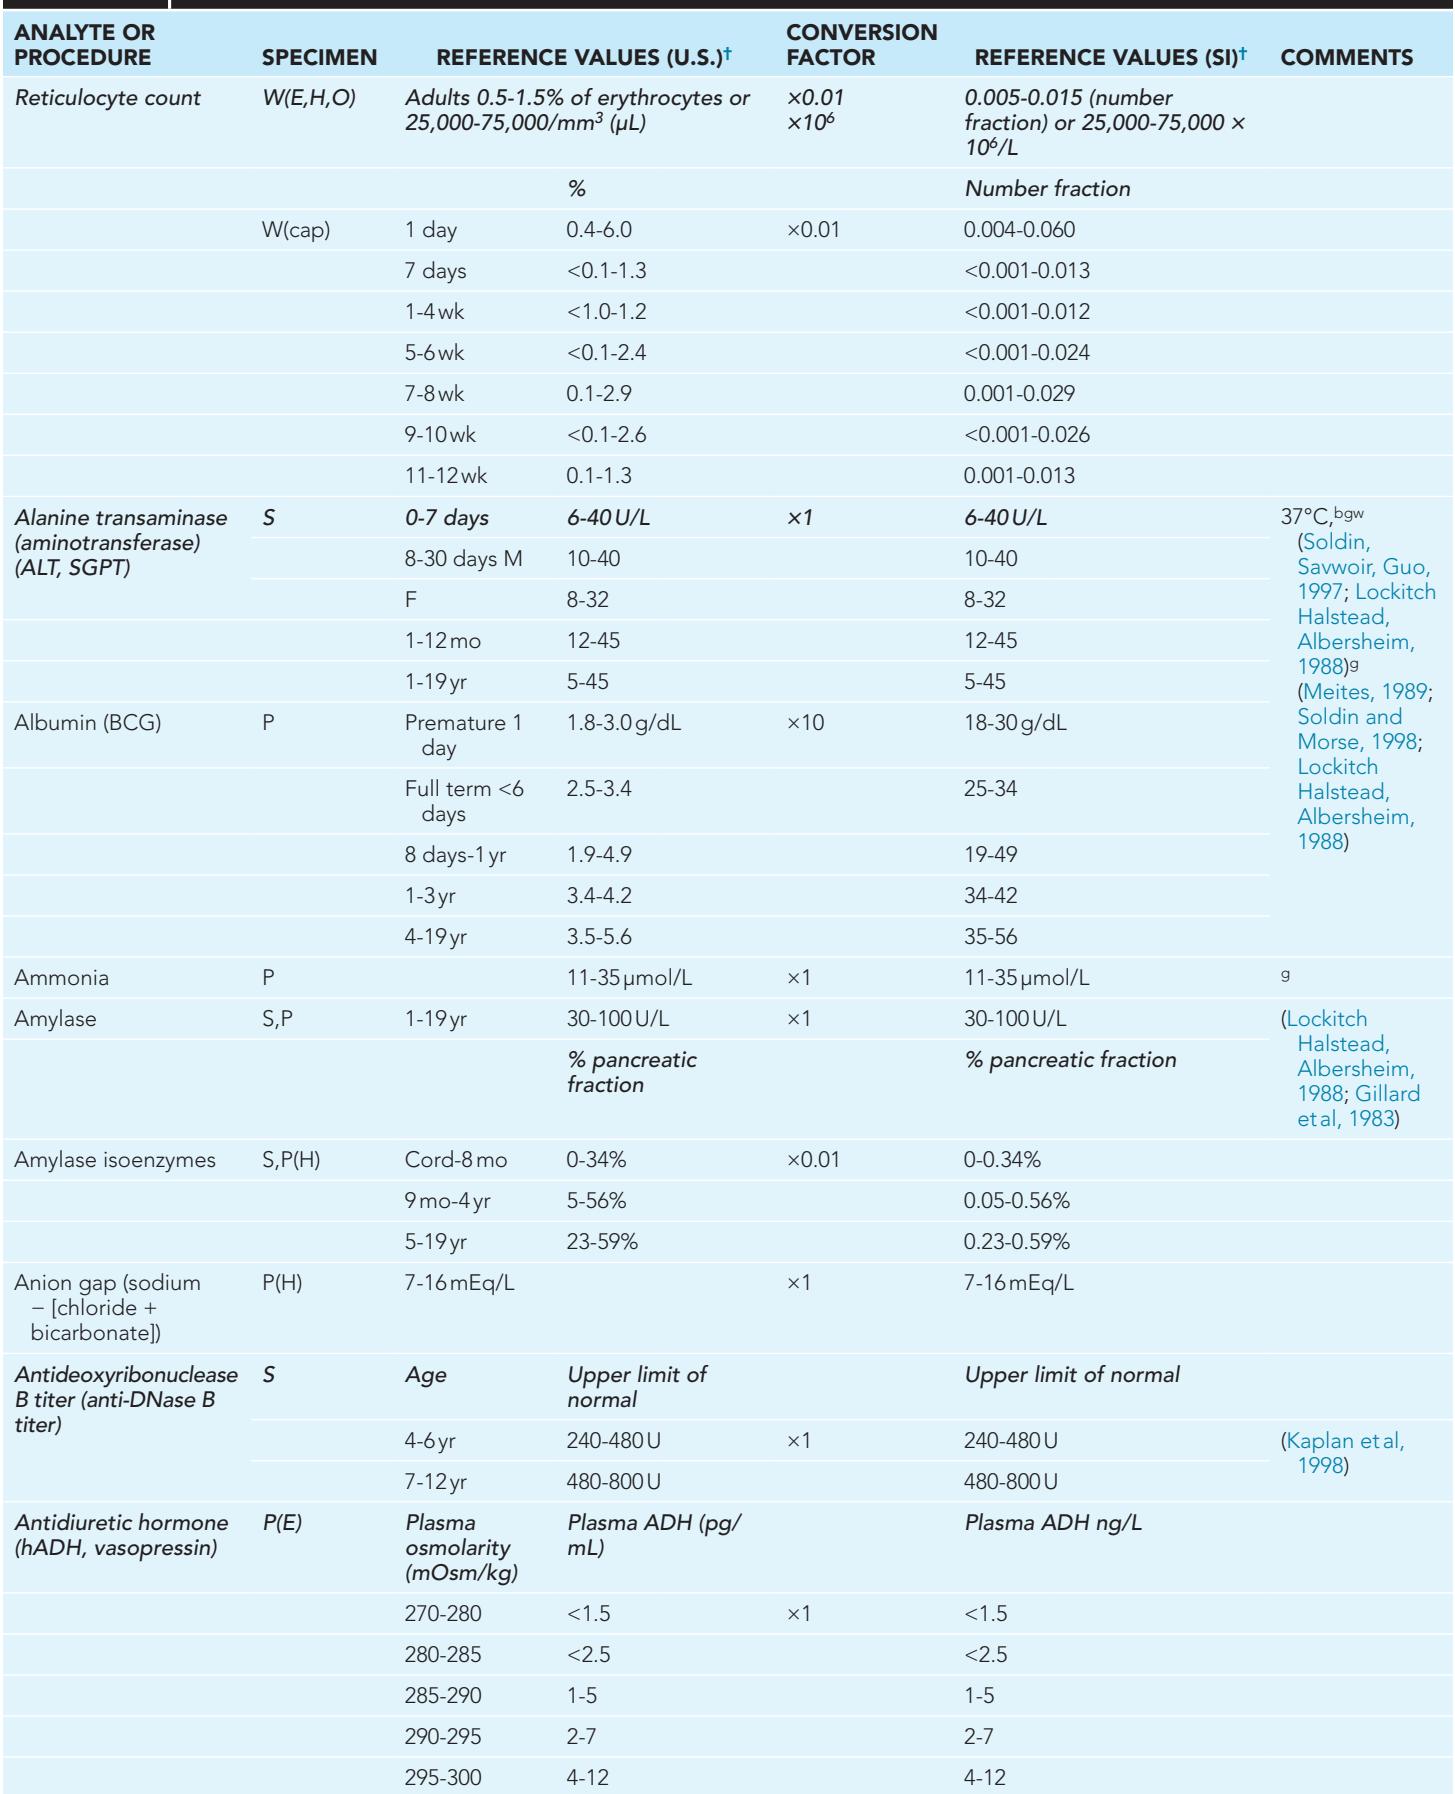 ANALYTE OR PROCEDURE SPECIMEN REFERENCE VALUES (U.S.)† CONVERSION FACTOR REFERENCE VALUES (SI)† COMMENTS
Reticulocyte count W(E,H,O) Adults 0.5-1.5% of erythrocytes or ×0.01 0.005-0.015 (number
25,000-75,000/mm³ (µL) ×10⁶ fraction) or 25,000-75,000 ×
10⁶/L
% Number fraction
W(cap) 1 day 0.4-6.0 ×0.01 0.004-0.060
7 days <0.1-1.3 <0.001-0.013
1-4 wk <1.0-1.2 <0.001-0.012
5-6 wk <0.1-2.4 <0.001-0.024
7-8 wk 0.1-2.9 0.001-0.029
9-10 wk <0.1-2.6 <0.001-0.026
11-12 wk 0.1-1.3 0.001-0.013
Alanine transaminase S 0-7 days 6-40 U/L ×1 6-40 U/L 37°C,ᵇᵍʷ
(aminotransferase) (Soldin,
(ALT, SGPT) 8-30 days M 10-40 10-40 Savwoir, Guo,
F 8-32 8-32 1997; Lockitch
Halstead,
1-12 mo 12-45 12-45 Albersheim,
1988)ᵍ
1-19 yr 5-45 5-45 (Meites, 1989;
Albumin (BCG) P Premature 1 1.8-3.0 g/dL ×10 18-30 g/dL Soldin and
day Morse, 1998;
Lockitch
Full term <6 2.5-3.4 25-34 Halstead,
days Albersheim,
1988)
8 days-1 yr 1.9-4.9 19-49
1-3 yr 3.4-4.2 34-42
4-19 yr 3.5-5.6 35-56
Ammonia P 11-35 µmol/L ×1 11-35 µmol/L g
Amylase S,P 1-19 yr 30-100 U/L ×1 30-100 U/L (Lockitch
Halstead,
% pancreatic % pancreatic fraction Albersheim,
fraction 1988; Gillard
et al, 1983)
Amylase isoenzymes S,P(H) Cord-8 mo 0-34% ×0.01 0-0.34%
9 mo-4 yr 5-56% 0.05-0.56%
5-19 yr 23-59% 0.23-0.59%
Anion gap (sodium P(H) 7-16 mEq/L ×1 7-16 mEq/L
− [chloride +
bicarbonate])
Antideoxyribonuclease S Age Upper limit of Upper limit of normal
B titer (anti-DNase B normal
titer)
4-6 yr 240-480 U ×1 240-480 U (Kaplan et al,
1998)
7-12 yr 480-800 U 480-800 U
Antidiuretic hormone P(E) Plasma Plasma ADH (pg/ Plasma ADH ng/L
(hADH, vasopressin) osmolarity mL)
(mOsm/kg)
270-280 <1.5 ×1 <1.5
280-285 <2.5 <2.5
285-290 1-5 1-5
290-295 2-7 2-7
295-300 4-12 4-12